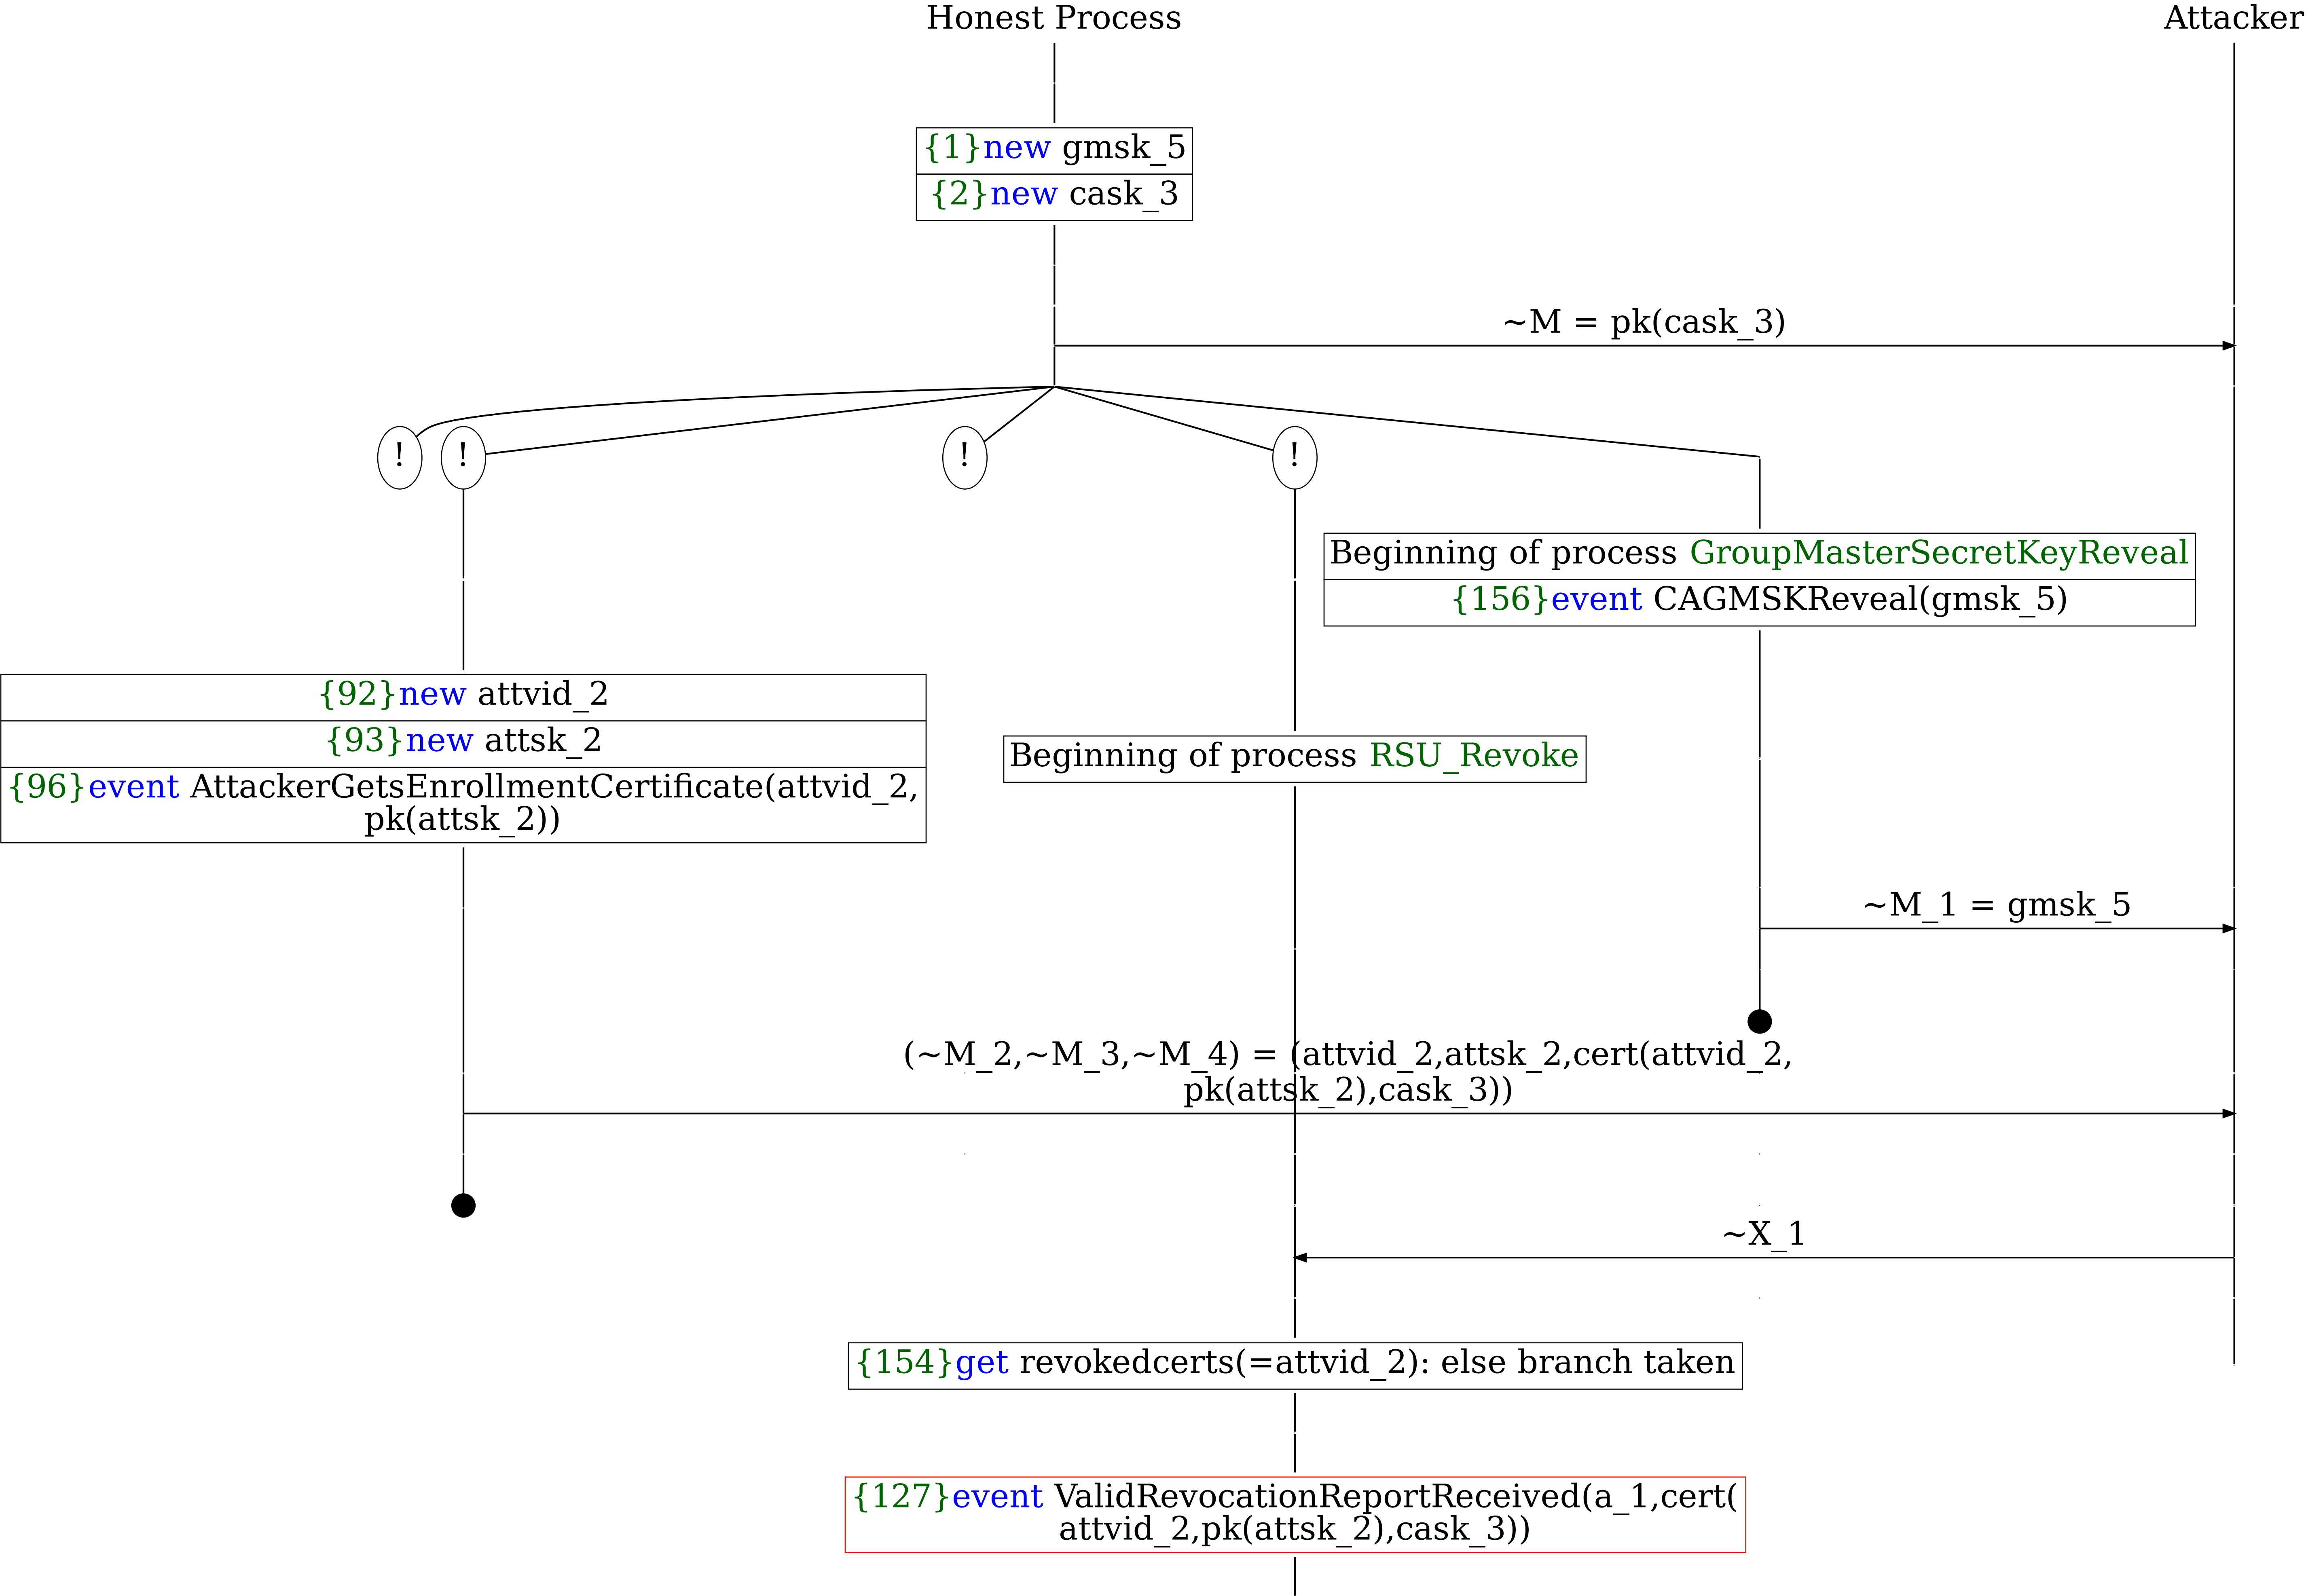 Honest Process
Attacker
{1}new gmsk_5
{2}new cask_3
~M = pk(cask_3)
!
!
!
!
Beginning of process GroupMasterSecretKeyReveal
{156}event CAGMSKReveal(gmsk_5)
{92}new attvid_2
{93}new attsk_2
{96}event AttackerGetsEnrollmentCertificate(attvid_2,
pk(attsk_2))
Beginning of process RSU_Revoke
~M_1 = gmsk_5
(~M_2,~M_3,~M_4) = (attvid_2,attsk_2,cert(attvid_2,
pk(attsk_2),cask_3))
~X_1
{154}get revokedcerts(=attvid_2): else branch taken
{127}event ValidRevocationReportReceived(a_1,cert(
attvid_2,pk(attsk_2),cask_3))